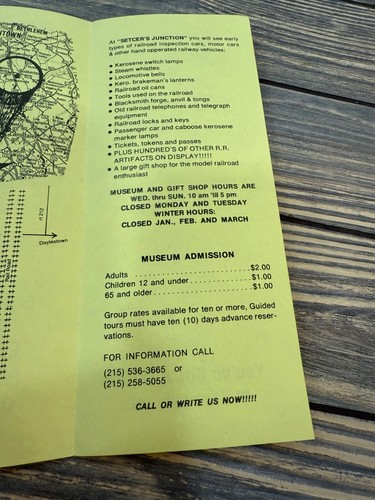 BETHLEHEM
At "SETCER'S JUNCTION" you will see early
types of railroad inspection cars, motor cars
& other hand opperated railway vehicles:
• Kerosene switch lamps
• Steam whistles
• Locomotive bells
• Kero. brakeman's lanterns
• Railroad oil cans
• Tools used on the railroad
• Blacksmith forge, anvil & tongs
• Old railroad telephones and telegraph
equipment
• Railroad locks and keys
• Passenger car and caboose kerosene
marker lamps
• Tickets, tokens and passes
• PLUS HUNDRED'S OF OTHER R.R.
ARTIFACTS ON DISPLAY!!!!!
• A large gift shop for the model railroad
enthusiast
MUSEUM AND GIFT SHOP HOURS ARE
WED. thru SUN. 10 am 'till 5 pm
CLOSED MONDAY AND TUESDAY
WINTER HOURS:
CLOSED JAN., FEB. AND MARCH
Rt 212
Doylestown
Rail Road
MUSEUM ADMISSION
Adults ........................ $2.00
Children 12 and under ............... $1.00
65 and older ........................ $1.00
Group rates available for ten or more, Guided
tours must have ten (10) days advance reser-
vations.
FOR INFORMATION CALL
(215) 536-3665 or
(215) 258-5055
CALL OR WRITE US NOW!!!!!